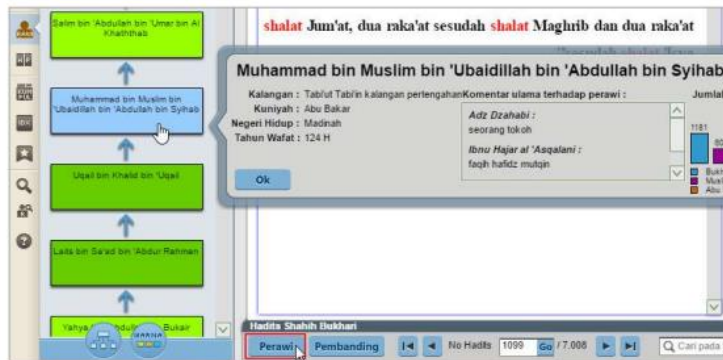 Salim bin 'Abdullah bin 'Umar bin Al
Khaththab
Muhammad bin Muslim bin
'Ubaidillah bin 'Abdullah bin Syihab
Uqail bin Khalid bin 'Uqail
Laits bin Sa'ad bin 'Abdur Rahman
Yahya
Bukair
shalat Jum'at, dua raka'at sesudah shalat Maghrib dan dua raka'at
Muhammad bin Muslim bin 'Ubaidillah bin 'Abdullah bin Syihab
Kalangan : Tabi'ut Tabi'in kalangan pertengahan
Kuniyah : Abu Bakar
Negeri Hidup : Madinah
Tahun Wafat : 124 H
Komentar ulama terhadap perawi :
Adz Dzahabi :
seorang tokoh
Ibnu Hajar al 'Asqalani :
faqih hafidz mutqin
Jumlal
1181
Bukh
Musl
Abu
Ok
Hadits Shahih Bukhari
Perawi Pembanding No Hadits 1099 Go / 7.008 Cari pada